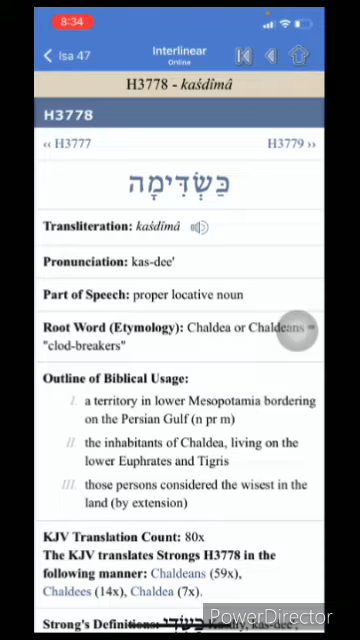 8:34
Isa 47
Interlinear
Online
H3778 - kaśdîmâ
H3778
‹‹ H3777
H3779 ››
כַּשְׂדִּימָה
Transliteration: kaśdîmâ
Pronunciation: kas-dee'
Part of Speech: proper locative noun
Root Word (Etymology): Chaldea or Chaldeans =
"clod-breakers"
Outline of Biblical Usage:
I. a territory in lower Mesopotamia bordering
on the Persian Gulf (n pr m)
II. the inhabitants of Chaldea, living on the
lower Euphrates and Tigris
III. those persons considered the wisest in the
land (by extension)
KJV Translation Count: 80x
The KJV translates Strongs H3778 in the
following manner: Chaldeans (59x),
Chaldees (14x), Chaldea (7x).
Strong's Definitions: כַּשְׂדִּי kas-dee';
PowerDirector